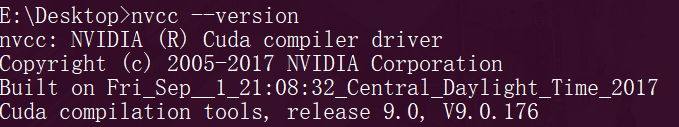 E:\Desktop>nvcc --version
nvcc: NVIDIA (R) Cuda compiler driver
Copyright (c) 2005-2017 NVIDIA Corporation
Built on Fri_Sep__1_21:08:32_Central_Daylight_Time_2017
Cuda compilation tools, release 9.0, V9.0.176